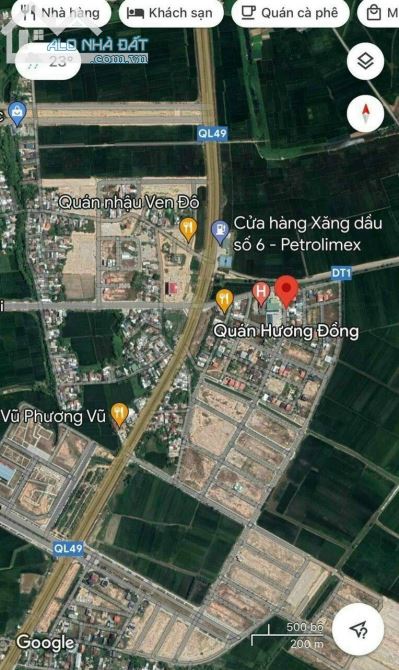 Nhà hàng
Khách sạn
Quán cà phê
M
ALO NHÀ ĐẤT
.com.vn
23°
c
QL49
Quán nhậu Ven Đô
Cửa hàng Xăng dầu
số 6 - Petrolimex
DT1
i
H
Quán Hương Đồng
Vũ Phương Vũ
QL49
500 bộ
200 m
Google